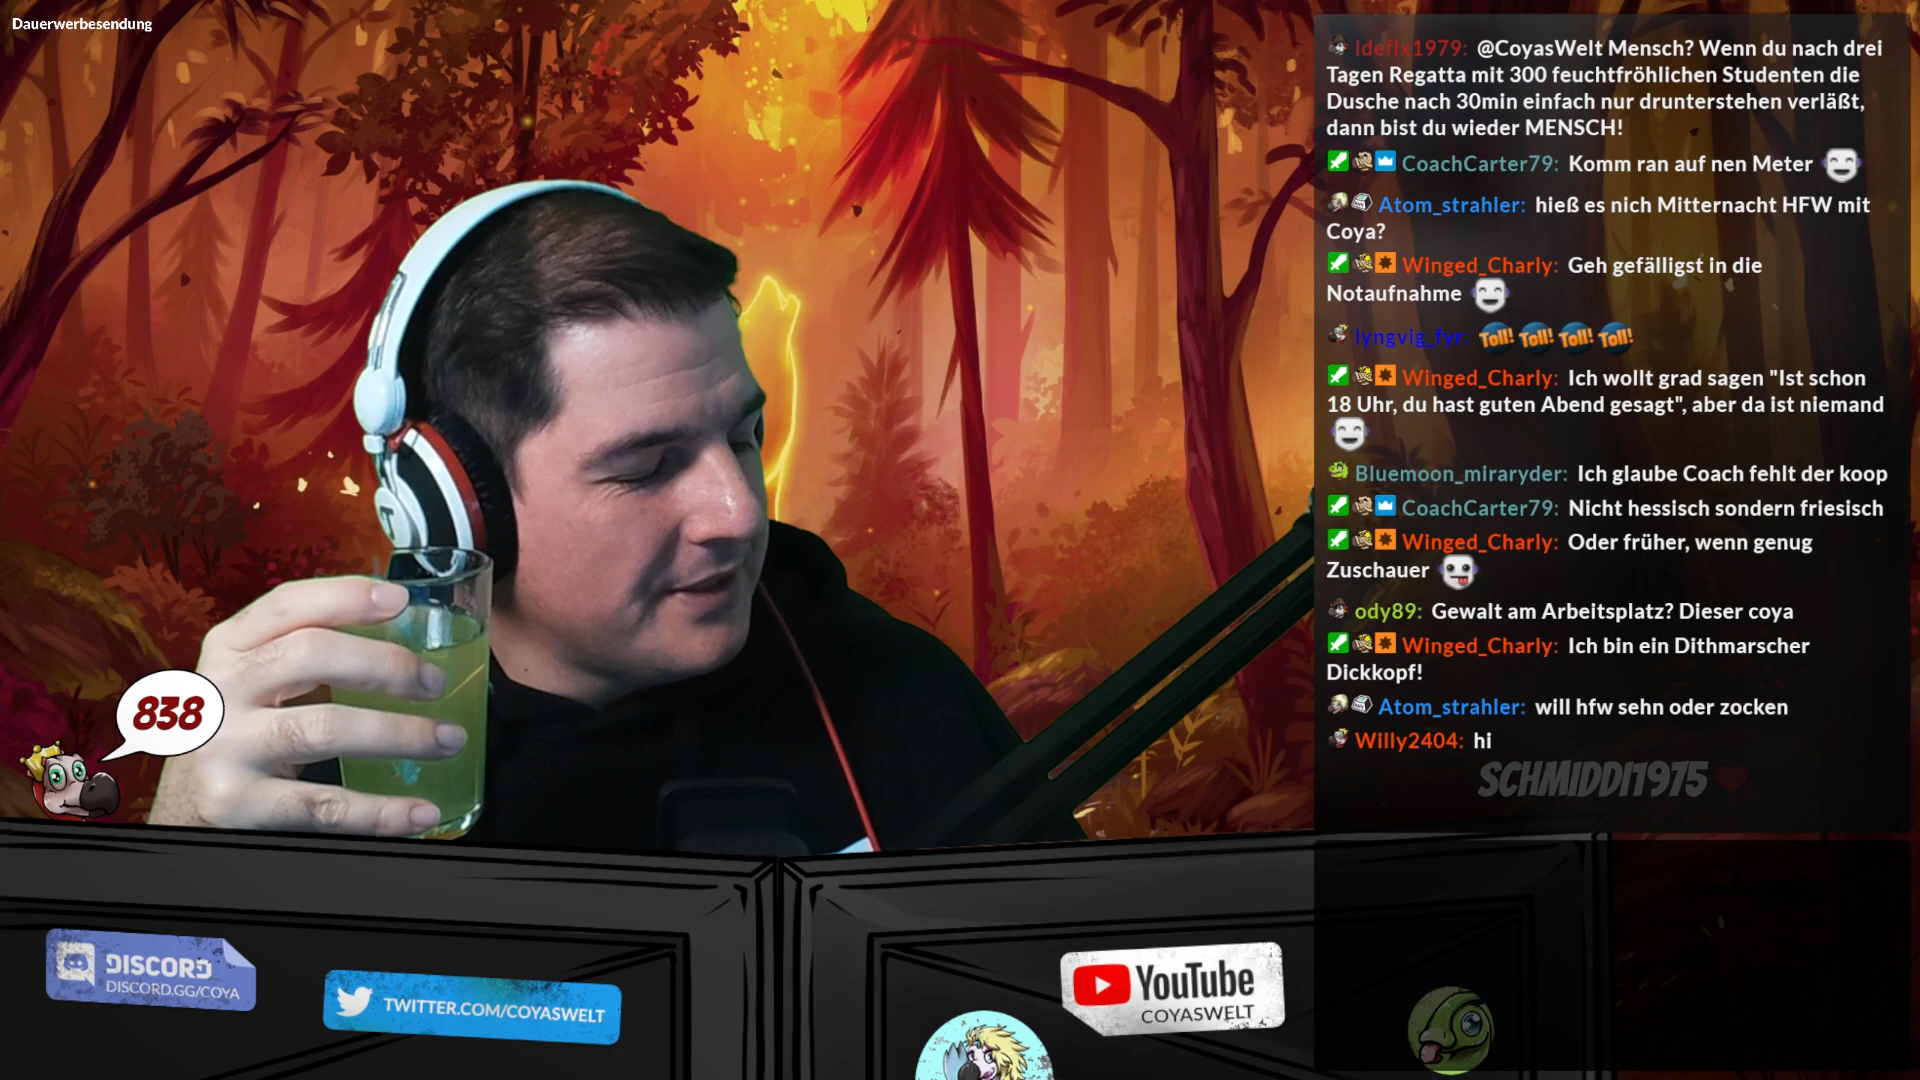 Dauerwerbesendung
idefix1979: @CoyasWelt Mensch? Wenn du nach drei
Tagen Regatta mit 300 feuchtfröhlichen Studenten die
Dusche nach 30min einfach nur drunterstehen verläßt,
dann bist du wieder MENSCH!
CoachCarter79: Komm ran auf nen Meter
Atom_strahler: hieß es nich Mitternacht HFW mit
Coya?
Winged_Charly: Geh gefälligst in die
Notaufnahme
lyngvig_fyr: Toll! Toll! Toll! Toll!
Winged_Charly: Ich wollt grad sagen "Ist schon
18 Uhr, du hast guten Abend gesagt", aber da ist niemand
Bluemoon_miraryder: Ich glaube Coach fehlt der koop
CoachCarter79: Nicht hessisch sondern friesisch
Winged_Charly: Oder früher, wenn genug
Zuschauer
ody89: Gewalt am Arbeitsplatz? Dieser coya
Winged_Charly: Ich bin ein Dithmarscher
Dickkopf!
Atom_strahler: will hfw sehn oder zocken
Willy2404: hi
SCHMIDDI1975
838
DISCORD
DISCORD.GG/COYA
TWITTER.COM/COYASWELT
YouTube
COYASWELT